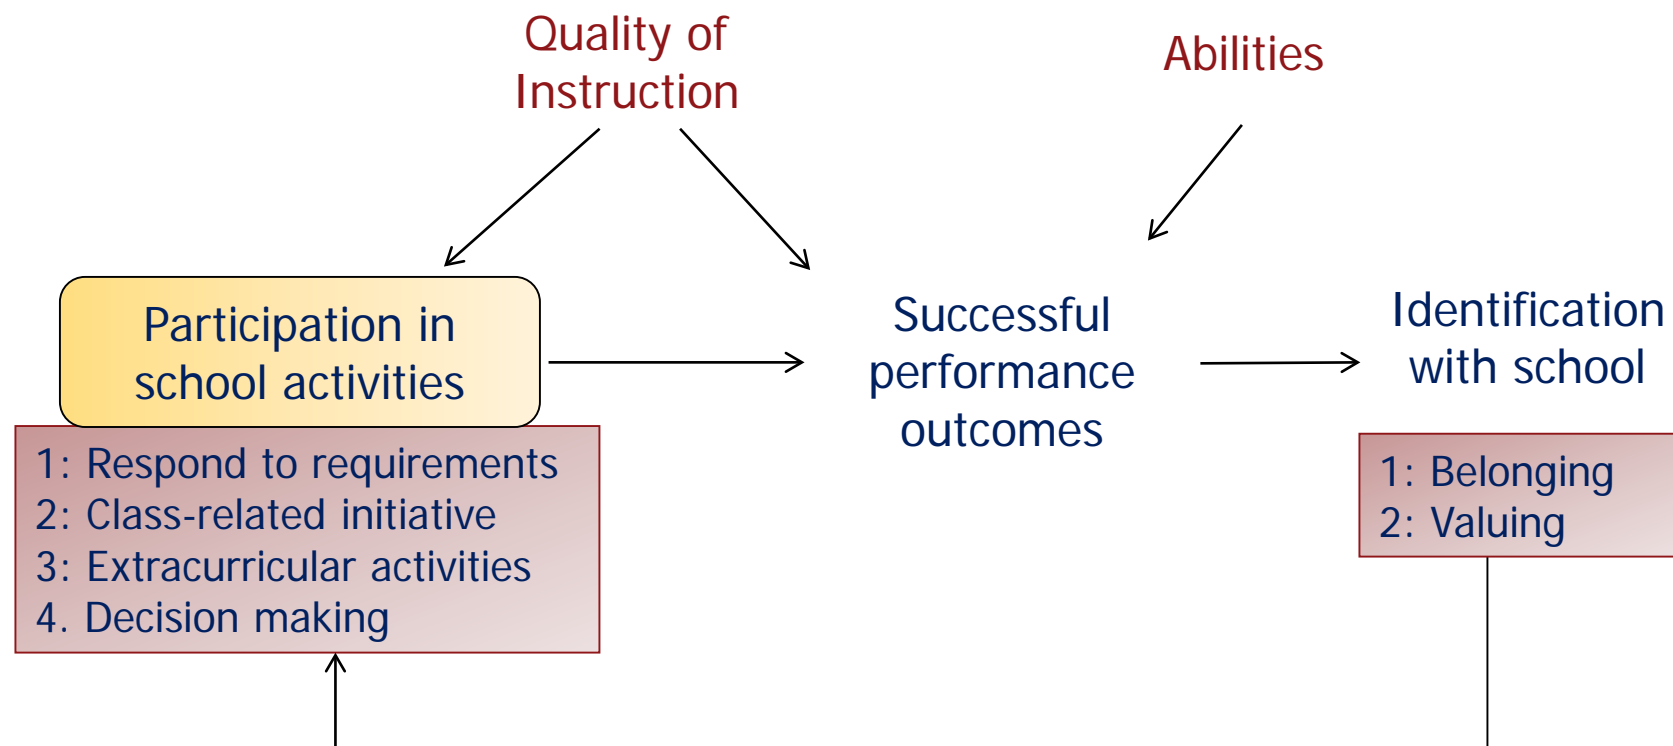 Quality of
Instruction
Abilities
Participation in
school activities
1: Respond to requirements
2: Class-related initiative
3: Extracurricular activities
4. Decision making
Successful
performance
outcomes
Identification
with school
1: Belonging
2: Valuing